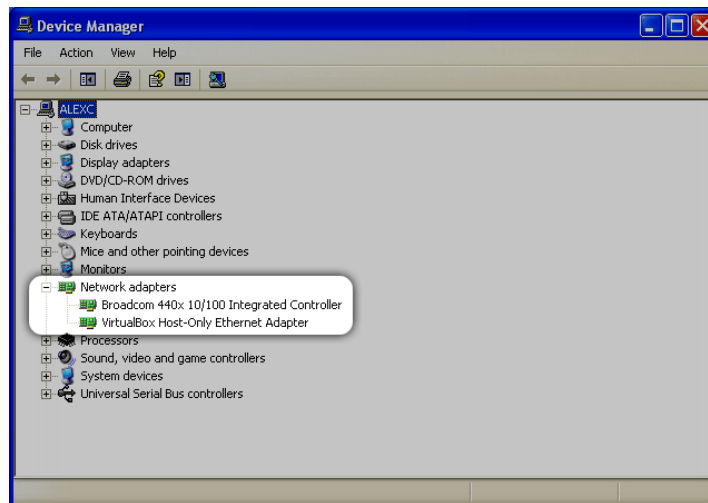 Device Manager
File Action View Help
ALEXC
Computer
Disk drives
Display adapters
DVD/CD-ROM drives
Human Interface Devices
IDE ATA/ATAPI controllers
Keyboards
Mice and other pointing devices
Monitors
Network adapters
Broadcom 440x 10/100 Integrated Controller
VirtualBox Host-Only Ethernet Adapter
Processors
Sound, video and game controllers
System devices
Universal Serial Bus controllers